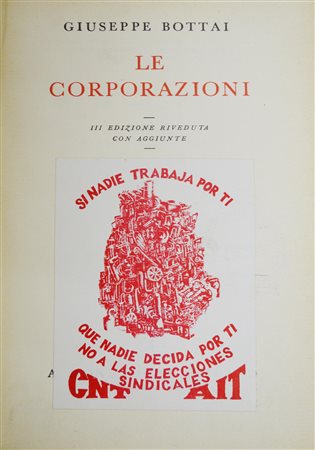 GIUSEPPE BOTTAI
LE
CORPORAZIONI
III EDIZIONE RIVEDUTA
CON AGGIUNTE
SI NADIE TRABAJA POR TI
QUE NADIE DECIDA POR TI
NO A LAS ELECCIONES
SINDICALES
CNT AIT